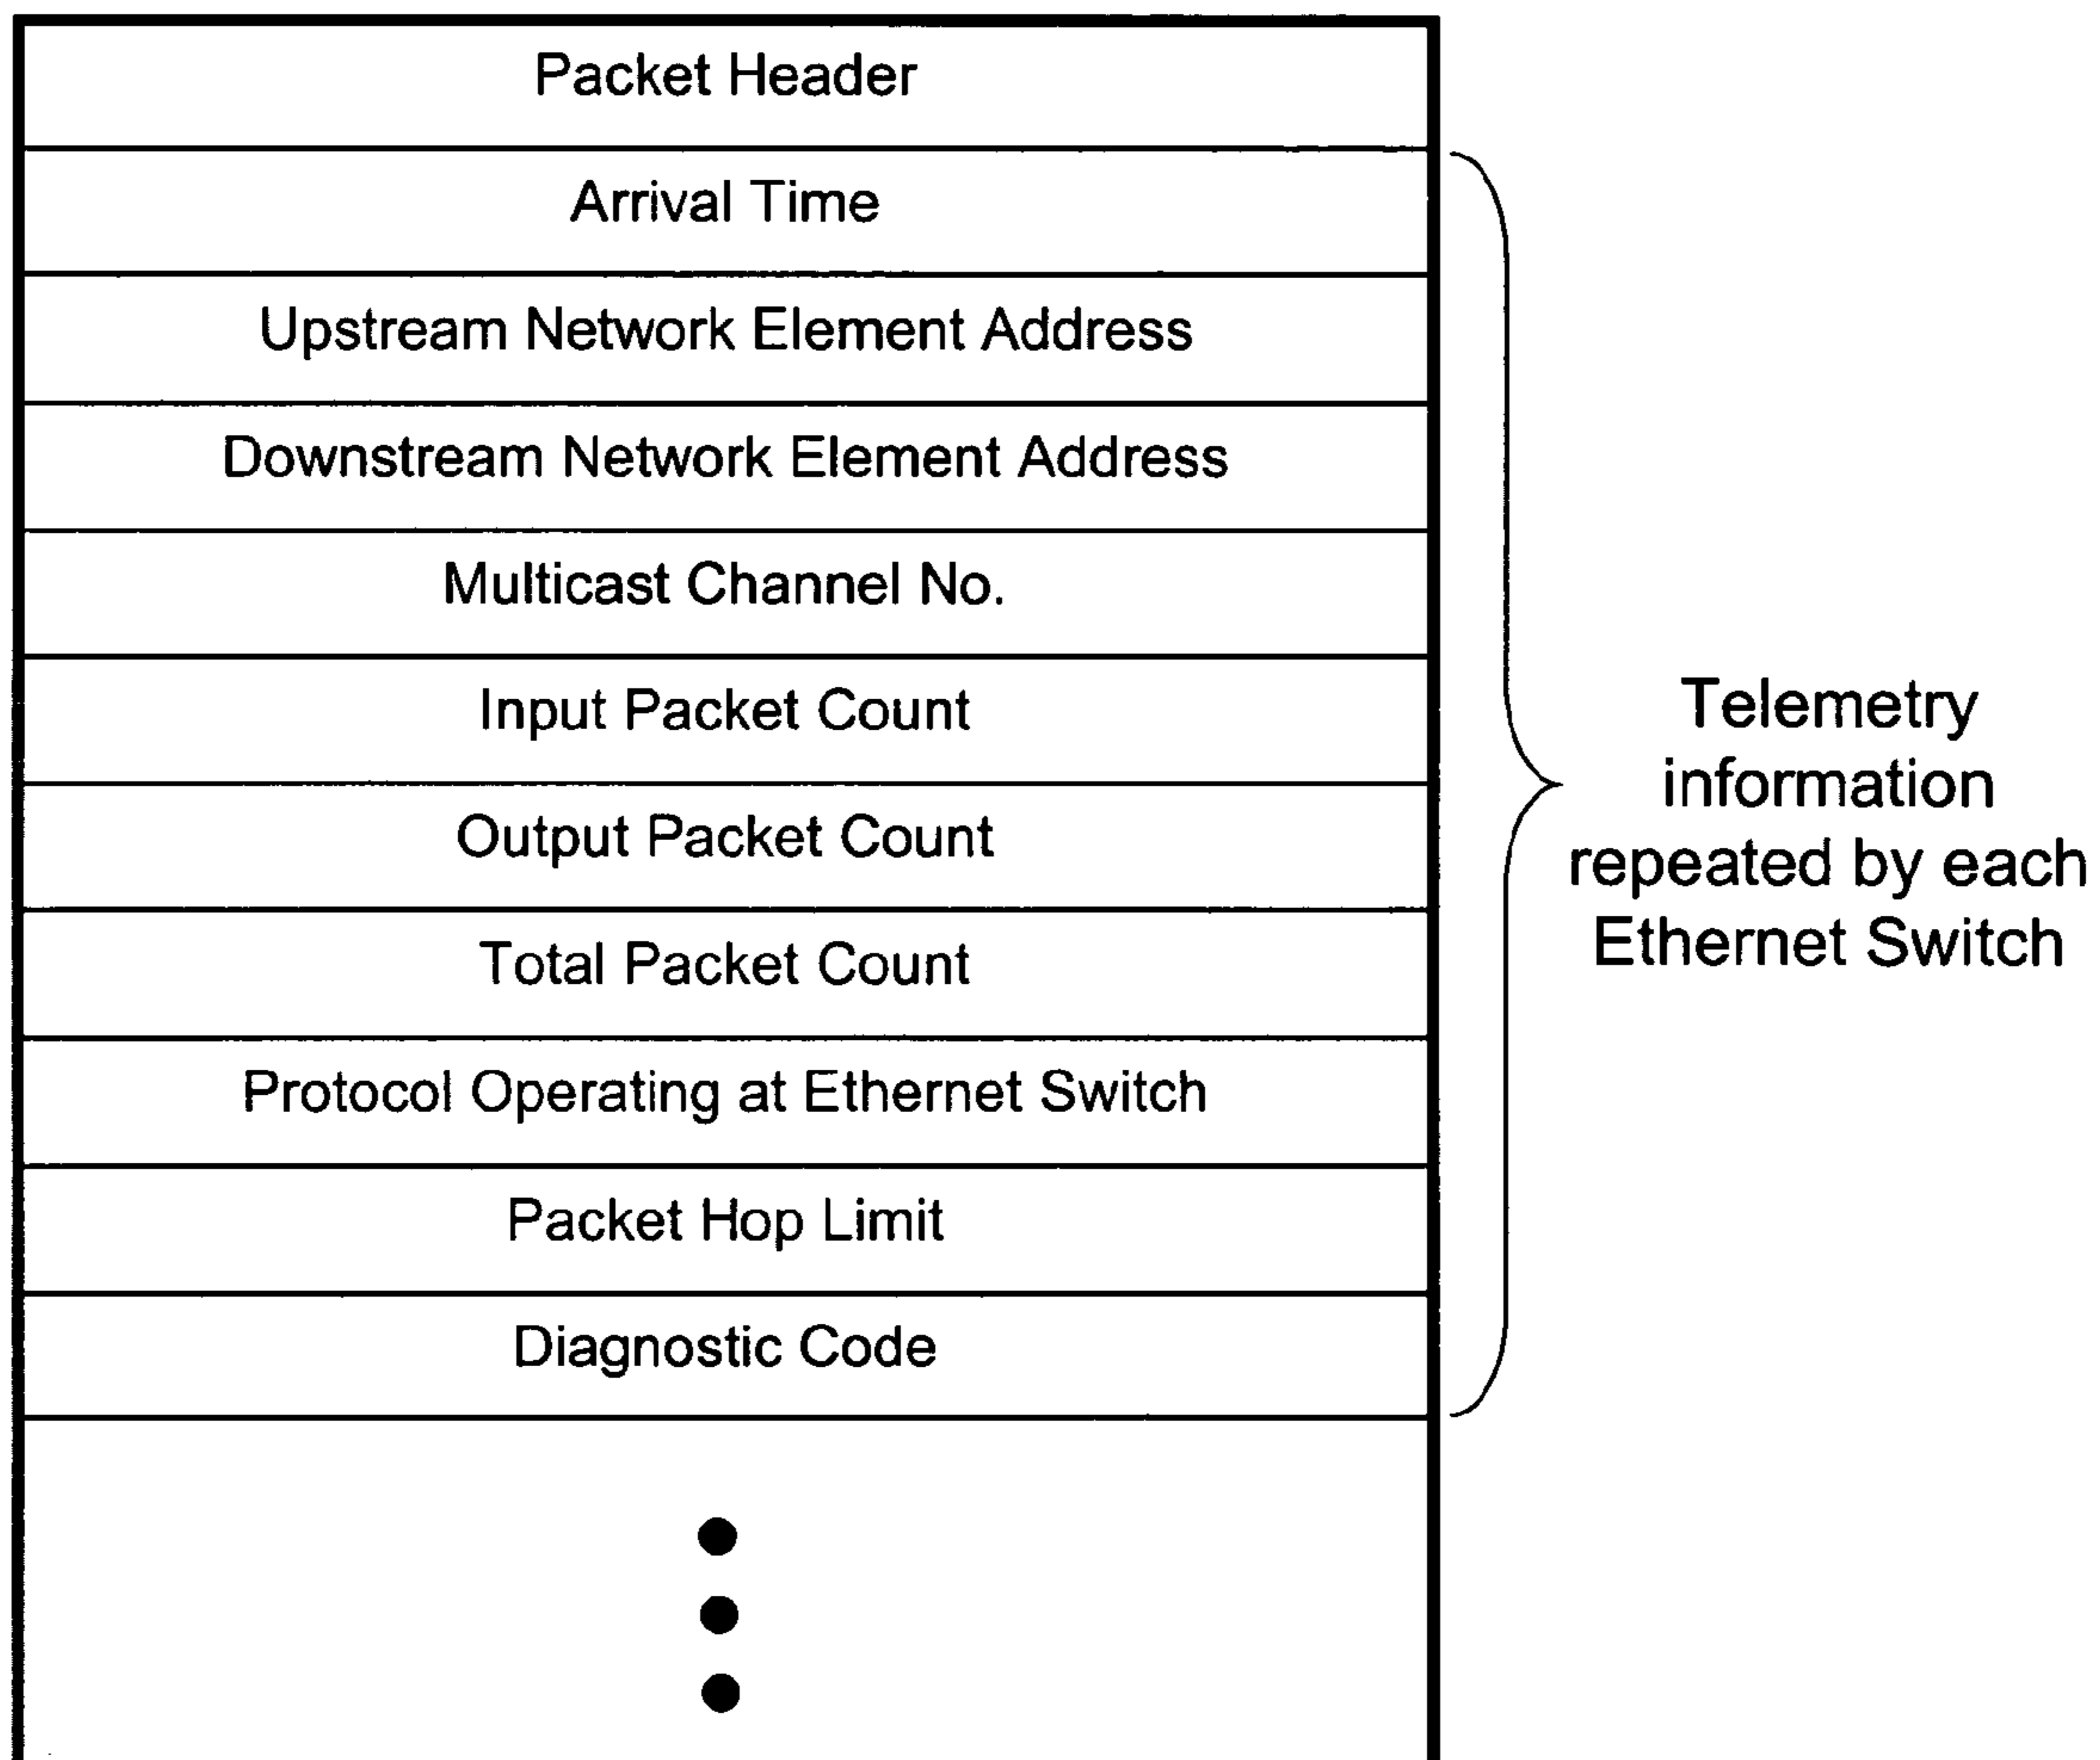 Packet Header
Arrival Time
Upstream Network Element Address
Downstream Network Element Address
Multicast Channel No.
Input Packet Count
Output Packet Count
Total Packet Count
Protocol Operating at Ethernet Switch
Packet Hop Limit
Diagnostic Code
Telemetry
information
repeated by each
Ethernet Switch